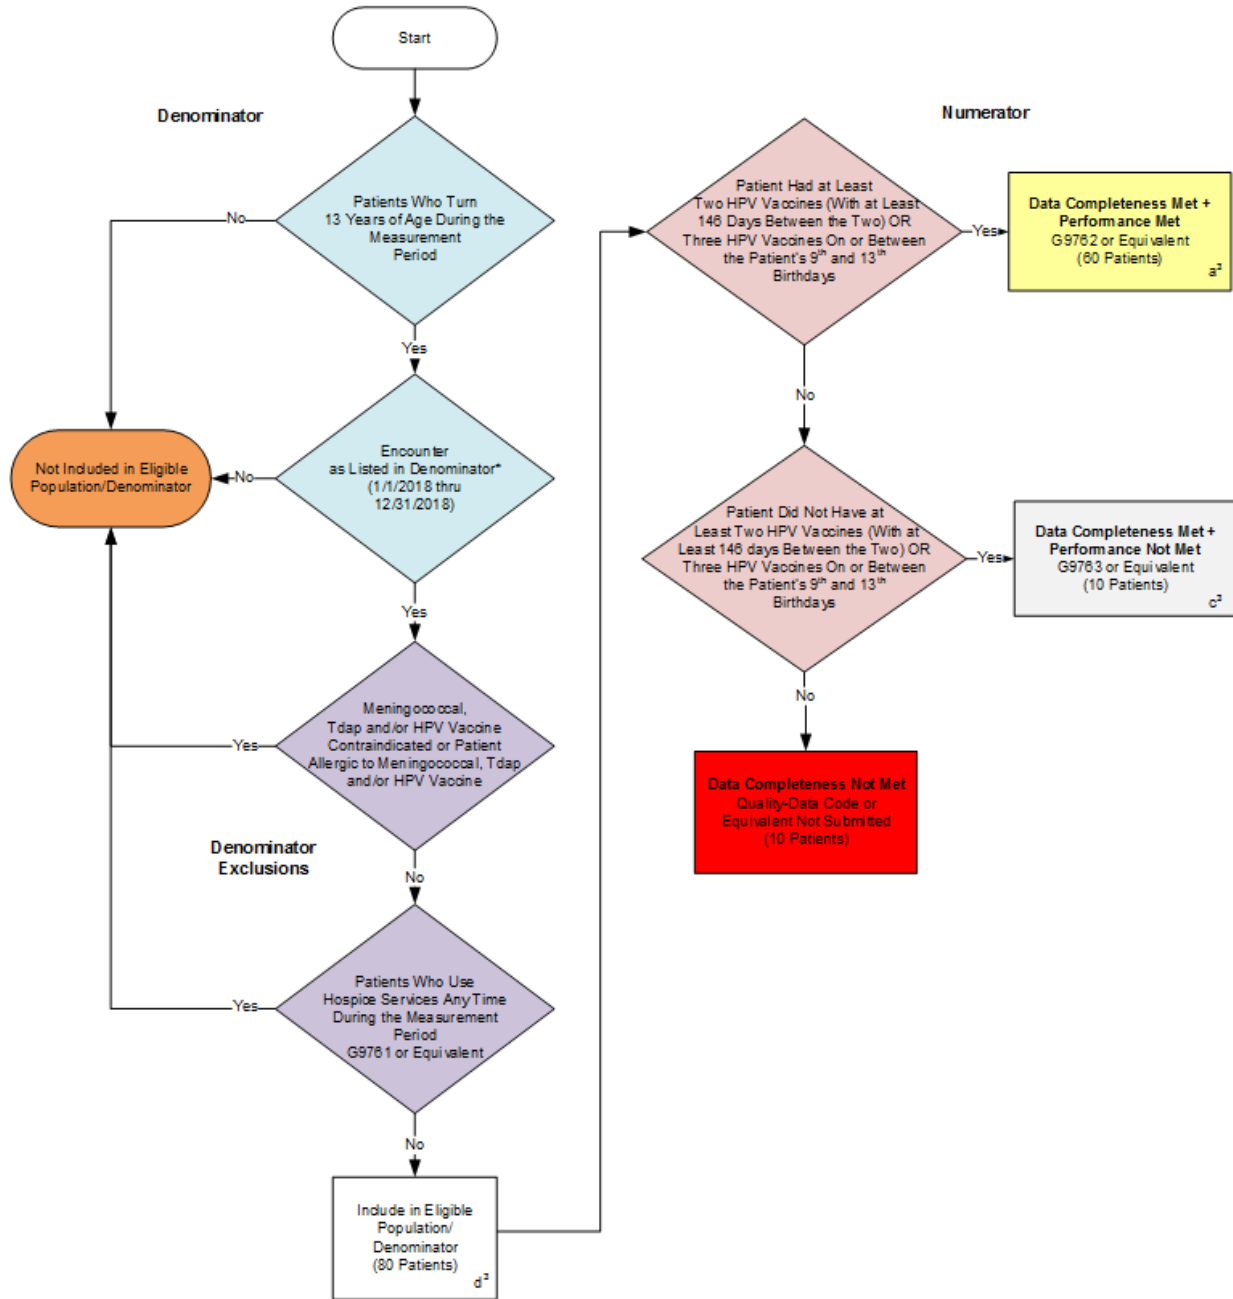 Start
Denominator
Patients Who Turn
13 Years of Age During the
Measurement
Period
No
Yes
Encounter
as Listed in Denominator*
(1/1/2018 thru
12/31/2018)
No
Not Included in Eligible
Population/Denominator
Yes
Meningococcal,
Tdap and/or HPV Vaccine
Contraindicated or Patient
Allergic to Meningococcal, Tdap
and/or HPV Vaccine
Yes
Denominator
Exclusions
No
Patients Who Use
Hospice Services Any Time
During the Measurement
Period
G9761 or Equivalent
Yes
No
Include in Eligible
Population/
Denominator
(80 Patients)
d³
Numerator
Patient Had at Least
Two HPV Vaccines (With at Least
146 Days Between the Two) OR
Three HPV Vaccines On or Between
the Patient's 9th and 13th
Birthdays
Yes
Data Completeness Met +
Performance Met
G9762 or Equivalent
(60 Patients)
a³
No
Patient Did Not Have at
Least Two HPV Vaccines (With at
Least 146 days Between the Two) OR
Three HPV Vaccines On or Between
the Patient's 9th and 13th
Birthdays
Yes
Data Completeness Met +
Performance Not Met
G9763 or Equivalent
(10 Patients)
c³
No
Data Completeness Not Met
Quality-Data Code or
Equivalent Not Submitted
(10 Patients)